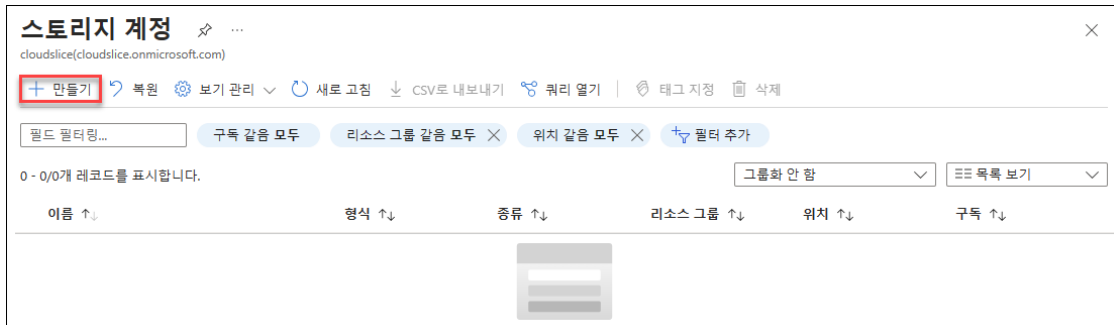 스토리지 계정
cloudslice(cloudslice.onmicrosoft.com)
만들기 복원 보기 관리 새로 고침 CSV로 내보내기 쿼리 열기 태그 지정 삭제
필드 필터링... 구독 같음 모두 리소스 그룹 같음 모두 위치 같음 모두 필터 추가
0 - 0/0개 레코드를 표시합니다. 그룹화 안 함 목록 보기
이름 형식 종류 리소스 그룹 위치 구독